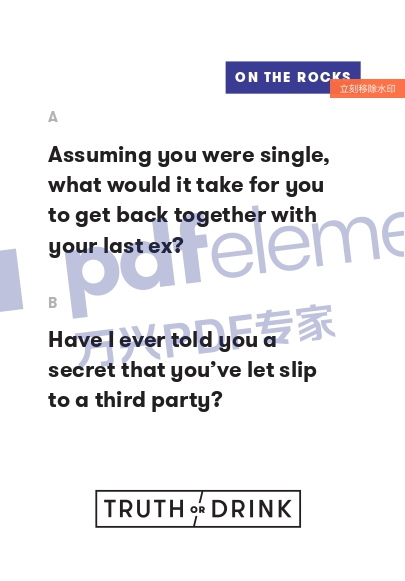 ON THE ROCKS
立刻移除水印
A
Assuming you were single,
what would it take for you
to get back together with
your last ex?
pdfeleme
B
万兴PDF专家
Have I ever told you a
secret that you’ve let slip
to a third party?
TRUTH OR DRINK